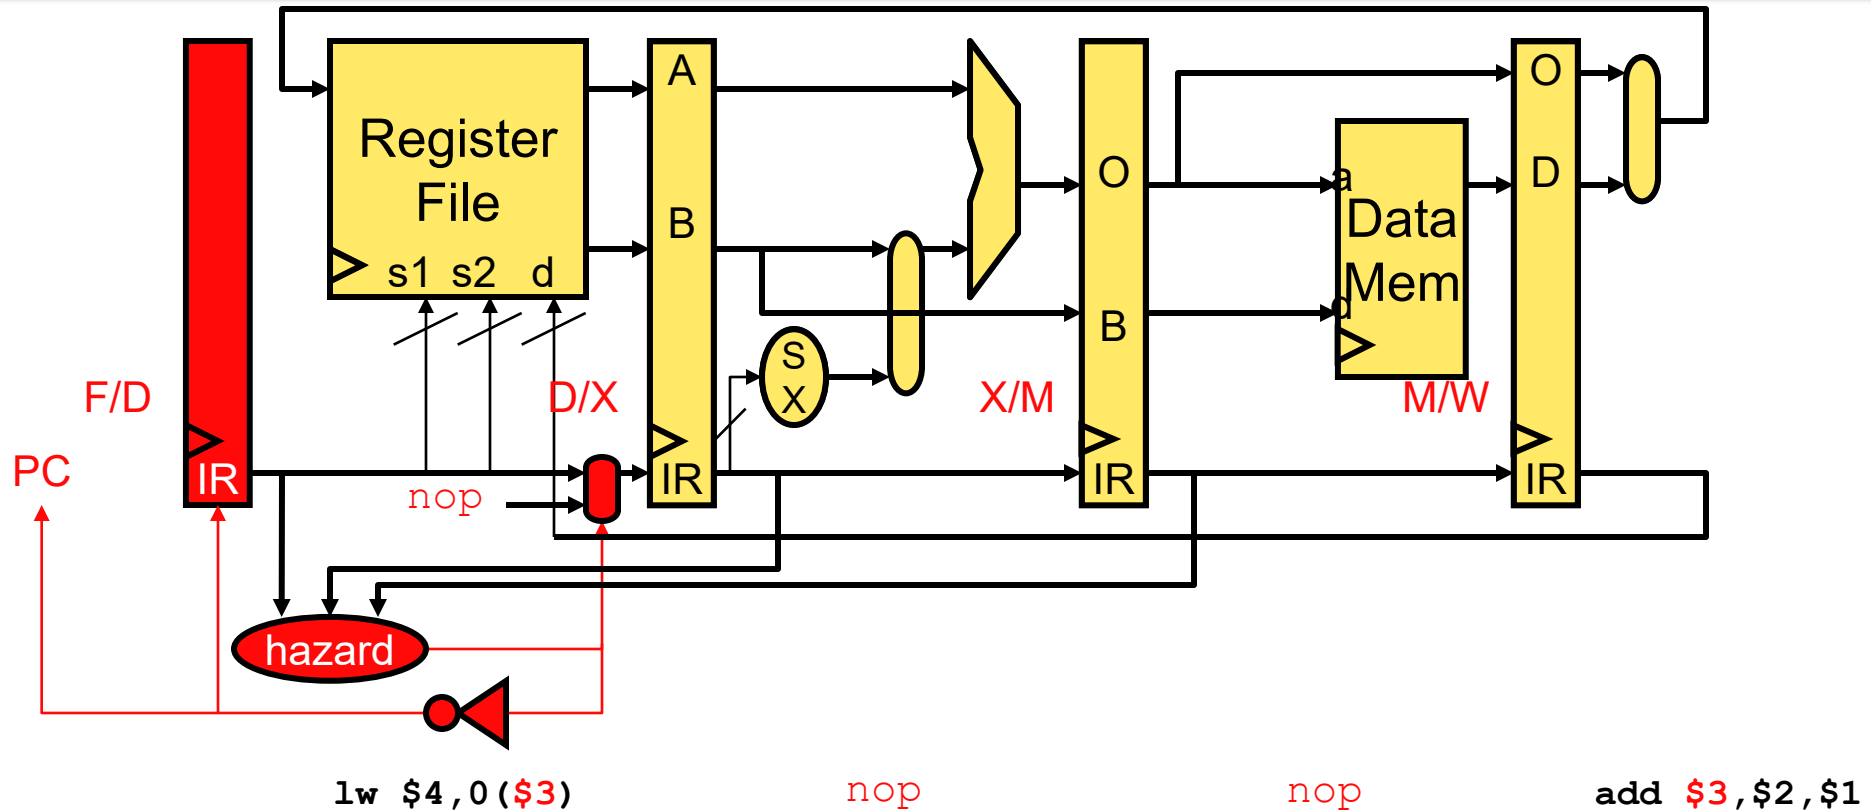 A
O
Register
File
a
O
D
Data
Mem
B
s1 s2 d
d
B
S
X
F/D
D/X
X/M
M/W
PC
IR
IR
IR
IR
nop
hazard
lw $4,0($3)
nop
nop
add $3,$2,$1